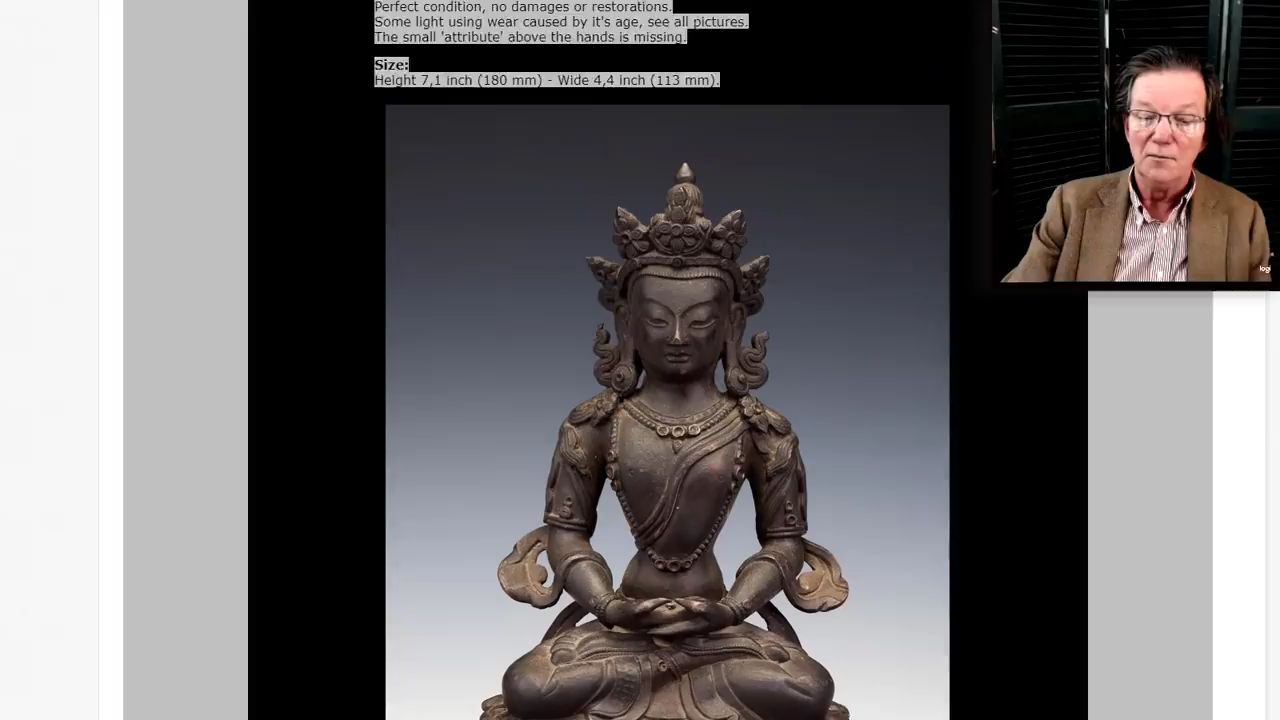 Perfect condition, no damages or restorations.
Some light using wear caused by it's age, see all pictures.
The small 'attribute' above the hands is missing.
Size:
Height 7,1 inch (180 mm) - Wide 4,4 inch (113 mm).
logi